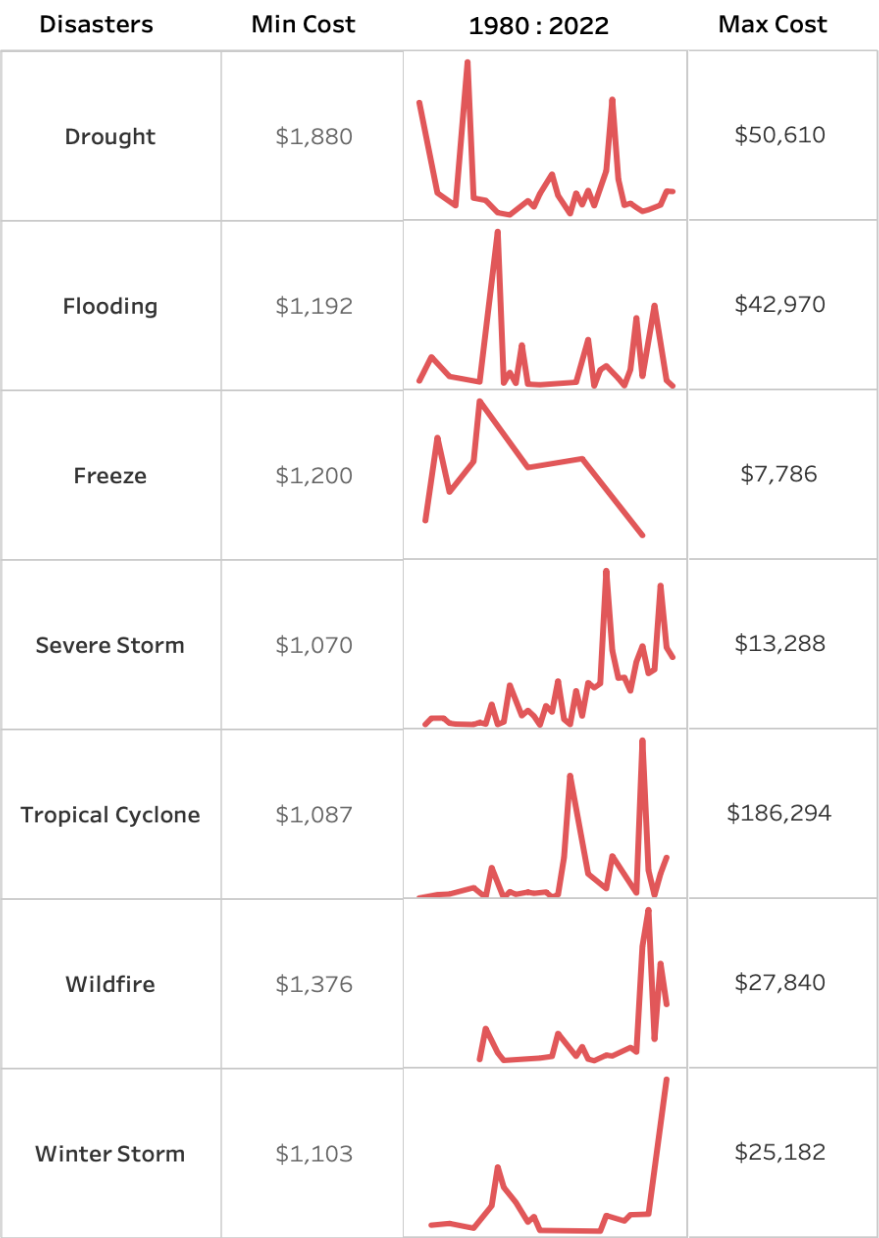 Disasters Min Cost 1980 : 2022 Max Cost
Drought $1,880 $50,610
Flooding $1,192 $42,970
Freeze $1,200 $7,786
Severe Storm $1,070 $13,288
Tropical Cyclone $1,087 $186,294
Wildfire $1,376 $27,840
Winter Storm $1,103 $25,182